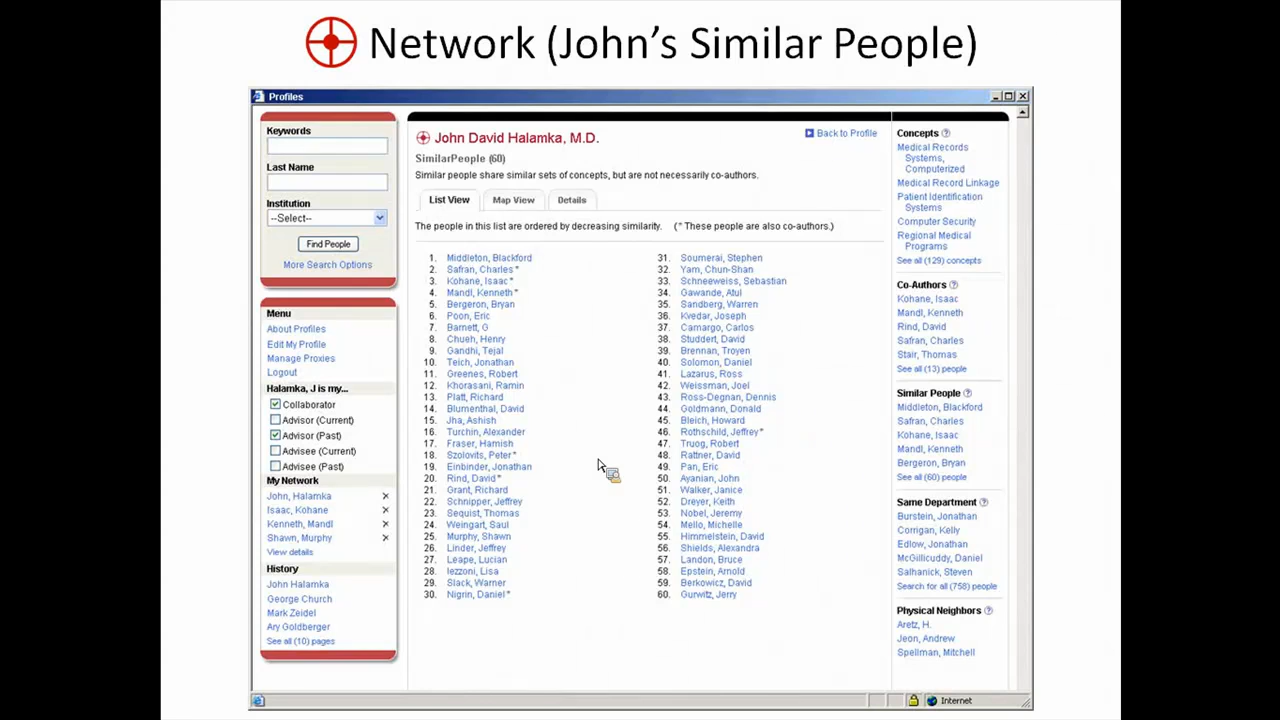 Network (John's Similar People)
Profiles
Keywords
Last Name
Institution
--Select--
Find People
More Search Options
Menu
About Profiles
Edit My Profile
Manage Proxies
Logout
Halamka, J is my...
Collaborator
Advisor (Current)
Advisor (Past)
Advisee (Current)
Advisee (Past)
My Network
John, Halamka
Isaac, Kohane
Kenneth, Mandl
Shawn, Murphy
View details
History
John Halamka
George Church
Mark Zeidel
Ary Goldberger
See all (10) pages
John David Halamka, M.D.
Back to Profile
SimilarPeople (60)
Similar people share similar sets of concepts, but are not necessarily co-authors.
List View Map View Details
The people in this list are ordered by decreasing similarity. (* These people are also co-authors.)
1. Middleton, Blackford
2. Safran, Charles *
3. Kohane, Isaac *
4. Mandl, Kenneth *
5. Bergeron, Bryan
6. Poon, Eric
7. Barnett, G
8. Chueh, Henry
9. Gandhi, Tejal
10. Teich, Jonathan
11. Greenes, Robert
12. Khorasani, Ramin
13. Platt, Richard
14. Blumenthal, David
15. Jha, Ashish
16. Turchin, Alexander
17. Fraser, Hamish
18. Szolovits, Peter *
19. Einbinder, Jonathan
20. Rind, David *
21. Grant, Richard
22. Schnipper, Jeffrey
23. Sequist, Thomas
24. Weingart, Saul
25. Murphy, Shawn
26. Linder, Jeffrey
27. Leape, Lucian
28. Iezzoni, Lisa
29. Slack, Warner
30. Nigrin, Daniel *
31. Soumerai, Stephen
32. Yarn, Chun-Shan
33. Schneeweiss, Sebastian
34. Gawande, Atul
35. Sandberg, Warren
36. Kvedar, Joseph
37. Camargo, Carlos
38. Studdert, David
39. Brennan, Troyen
40. Solomon, Daniel
41. Lazarus, Ross
42. Weissman, Joel
43. Ross-Degnan, Dennis
44. Goldmann, Donald
45. Bleich, Howard
46. Rothschild, Jeffrey *
47. Truog, Robert
48. Rattner, David
49. Pan, Eric
50. Ayanian, John
51. Walker, Janice
52. Dreyer, Keith
53. Nobel, Jeremy
54. Mello, Michelle
55. Himmelstein, David
56. Shields, Alexandra
57. Landon, Bruce
58. Epstein, Arnold
59. Berkowicz, David
60. Gurwitz, Jerry
Concepts
Medical Records
Systems,
Computerized
Medical Record Linkage
Patient Identification
Systems
Computer Security
Regional Medical
Programs
See all (129) concepts
Co-Authors
Kohane, Isaac
Mandl, Kenneth
Rind, David
Safran, Charles
Stair, Thomas
See all (13) people
Similar People
Middleton, Blackford
Safran, Charles
Kohane, Isaac
Mandl, Kenneth
Bergeron, Bryan
See all (60) people
Same Department
Burstein, Jonathan
Corrigan, Kelly
Edlow, Jonathan
McGillicuddy, Daniel
Salhanick, Steven
Search for all (758) people
Physical Neighbors
Aretz, H.
Jeon, Andrew
Spellman, Mitchell
Internet